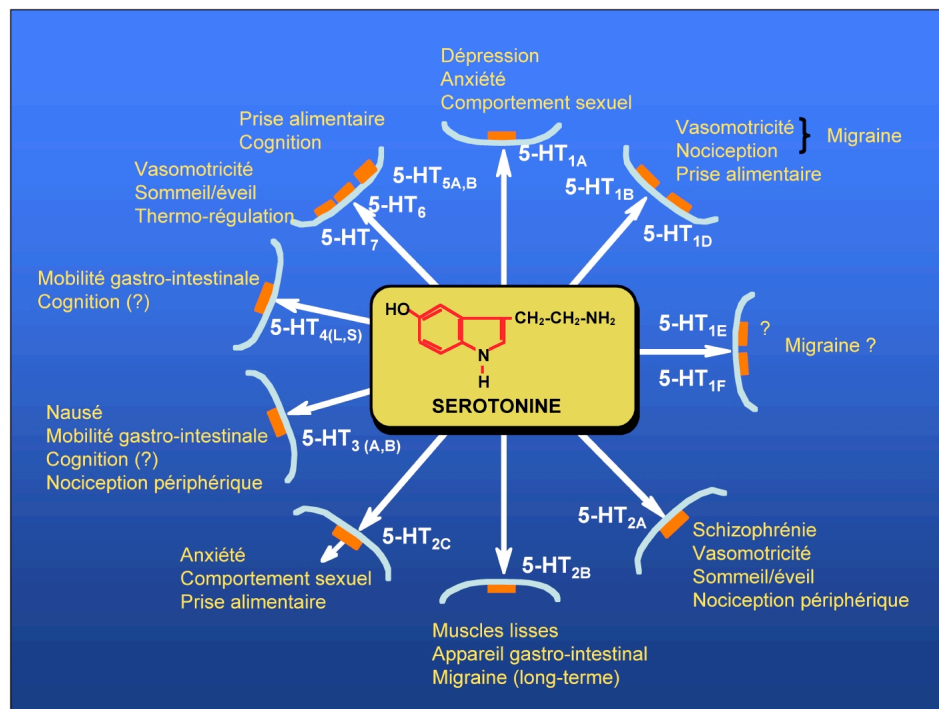 Dépression
Anxiété
Comportement sexuel
5-HT1A
Vasomotricité
Nociception
} Migraine
Prise alimentaire
5-HT1B
5-HT1D
Prise alimentaire
Cognition
Vasomotricité
Sommeil/éveil
Thermo-régulation
5-HT5A,B
5-HT6
5-HT7
Mobilité gastro-intestinale
Cognition (?)
5-HT4(L,S)
HO
CH2-CH2-NH2
N
H
SEROTONINE
5-HT1E
5-HT1F
?
Migraine ?
Nausé
Mobilité gastro-intestinale
Cognition (?)
Nociception périphérique
5-HT3 (A,B)
5-HT2A
Schizophrénie
Vasomotricité
Sommeil/éveil
Nociception périphérique
5-HT2C
Anxiété
Comportement sexuel
Prise alimentaire
5-HT2B
Muscles lisses
Appareil gastro-intestinal
Migraine (long-terme)